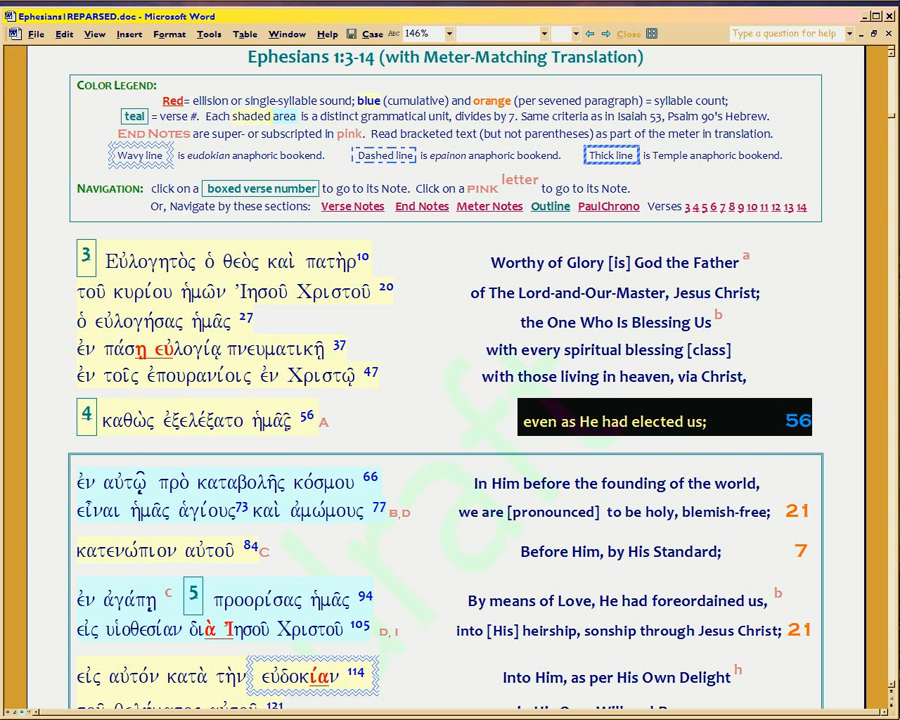 Ephesians1REPARSED.doc - Microsoft Word
File Edit View Insert Format Tools Table Window Help Save Case ABC 146% Close Type a question for help
Ephesians 1:3-14 (with Meter-Matching Translation)
COLOR LEGEND:
Red= ellision or single-syllable sound; blue (cumulative) and orange (per sevened paragraph) = syllable count;
teal = verse #. Each shaded area is a distinct grammatical unit, divides by 7. Same criteria as in Isaiah 53, Psalm 90's Hebrew.
END NOTES are super- or subscripted in pink. Read bracketed text (but not parentheses) as part of the meter in translation.
Wavy line is eudokian anaphoric bookend. Dashed line is epainon anaphoric bookend. Thick line is Temple anaphoric bookend.
NAVIGATION: click on a boxed verse number to go to its Note. Click on a PINK letter to go to its Note.
Or, Navigate by these sections: Verse Notes End Notes Meter Notes Outline PaulChrono Verses 3 4 5 6 7 8 9 10 11 12 13 14
3 Εὐλογητὸς ὁ θεὸς καὶ πατὴρ10 Worthy of Glory [is] God the Father a
τοῦ κυρίου ἡμῶν Ἰησοῦ Χριστοῦ 20 of The Lord-and-Our-Master, Jesus Christ;
ὁ εὐλογήσας ἡμᾶς 27 the One Who Is Blessing Us b
ἐν πάσῃ εὐλογίᾳ πνευματικῇ 37 with every spiritual blessing [class]
ἐν τοῖς ἐπουρανίοις ἐν Χριστῷ 47 with those living in heaven, via Christ,
4 καθὼς ἐξελέξατο ἡμᾶς 56 A even as He had elected us; 56
ἐν αὐτῷ πρὸ καταβολῆς κόσμου 66 In Him before the founding of the world,
εἶναι ἡμᾶς ἁγίους73 καὶ ἀμώμους 77 B,D we are [pronounced] to be holy, blemish-free; 21
κατενώπιον αὐτοῦ 84 C Before Him, by His Standard; 7
ἐν ἀγάπῃ c 5 προορίσας ἡμᾶς 94 By means of Love, He had foreordained us, b
εἰς υἱοθεσίαν διὰ Ἰησοῦ Χριστοῦ 105 D, I into [His] heirship, sonship through Jesus Christ; 21
εἰς αὐτόν κατὰ τὴν εὐδοκίαν 114 Into Him, as per His Own Delight h
draft